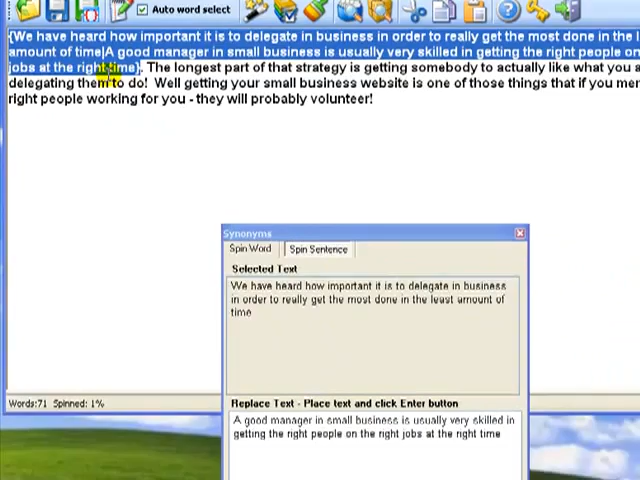 Auto word select
{We have heard how important it is to delegate in business in order to really get the most done in the
amount of time|A good manager in small business is usually very skilled in getting the right people on
jobs at the right time}. The longest part of that strategy is getting somebody to actually like what you
delegating them to do!  Well getting your small business website is one of those things that if you
right people working for you - they will probably volunteer!
Synonyms
Spin Word
Spin Sentence
Selected Text
We have heard how important it is to delegate in business
in order to really get the most done in the least amount of
time
Words:71 Spinned: 1%
Replace Text - Place text and click Enter button
A good manager in small business is usually very skilled in
getting the right people on the right jobs at the right time